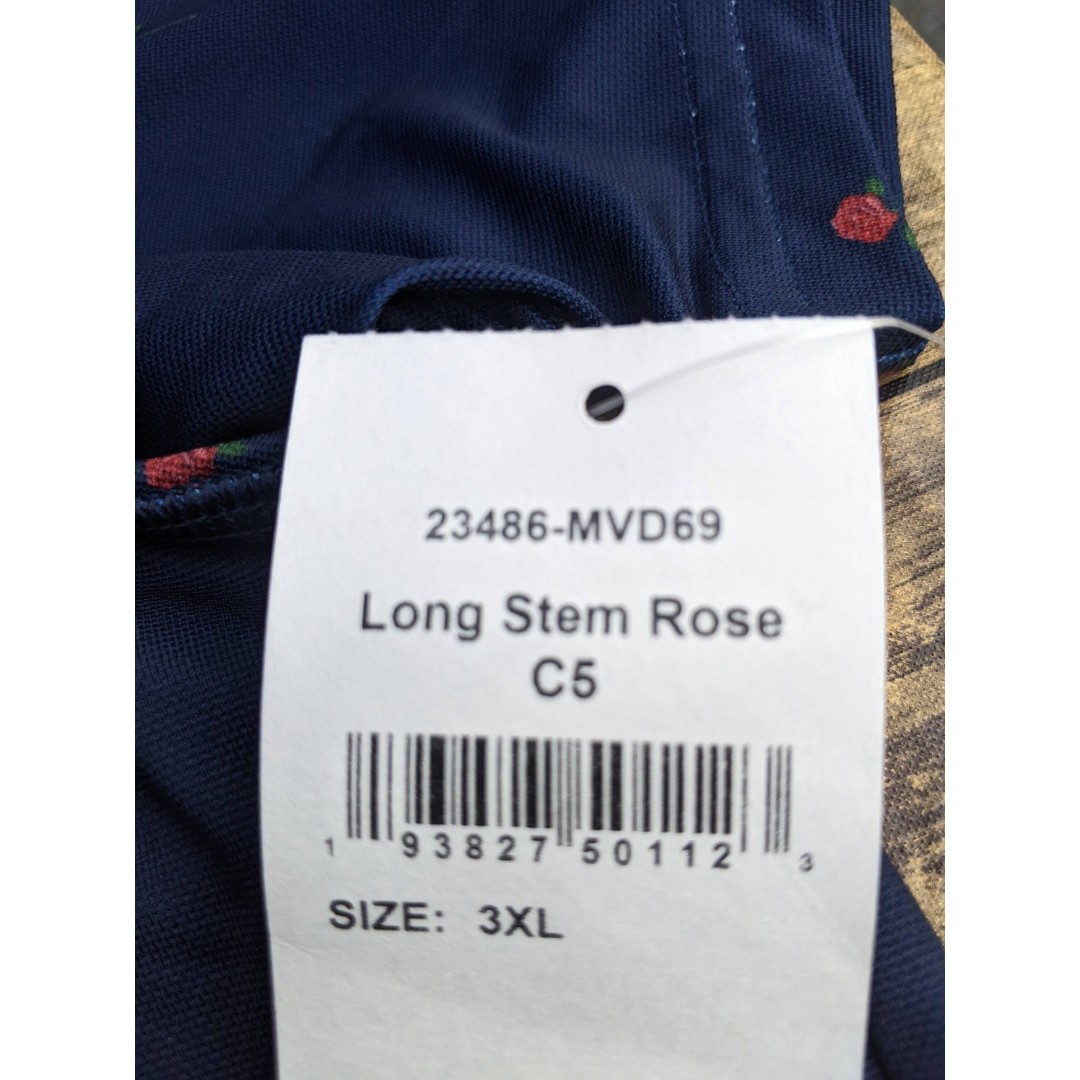 23486-MVD69
Long Stem Rose
C5
1 93827 50112 3
SIZE: 3XL